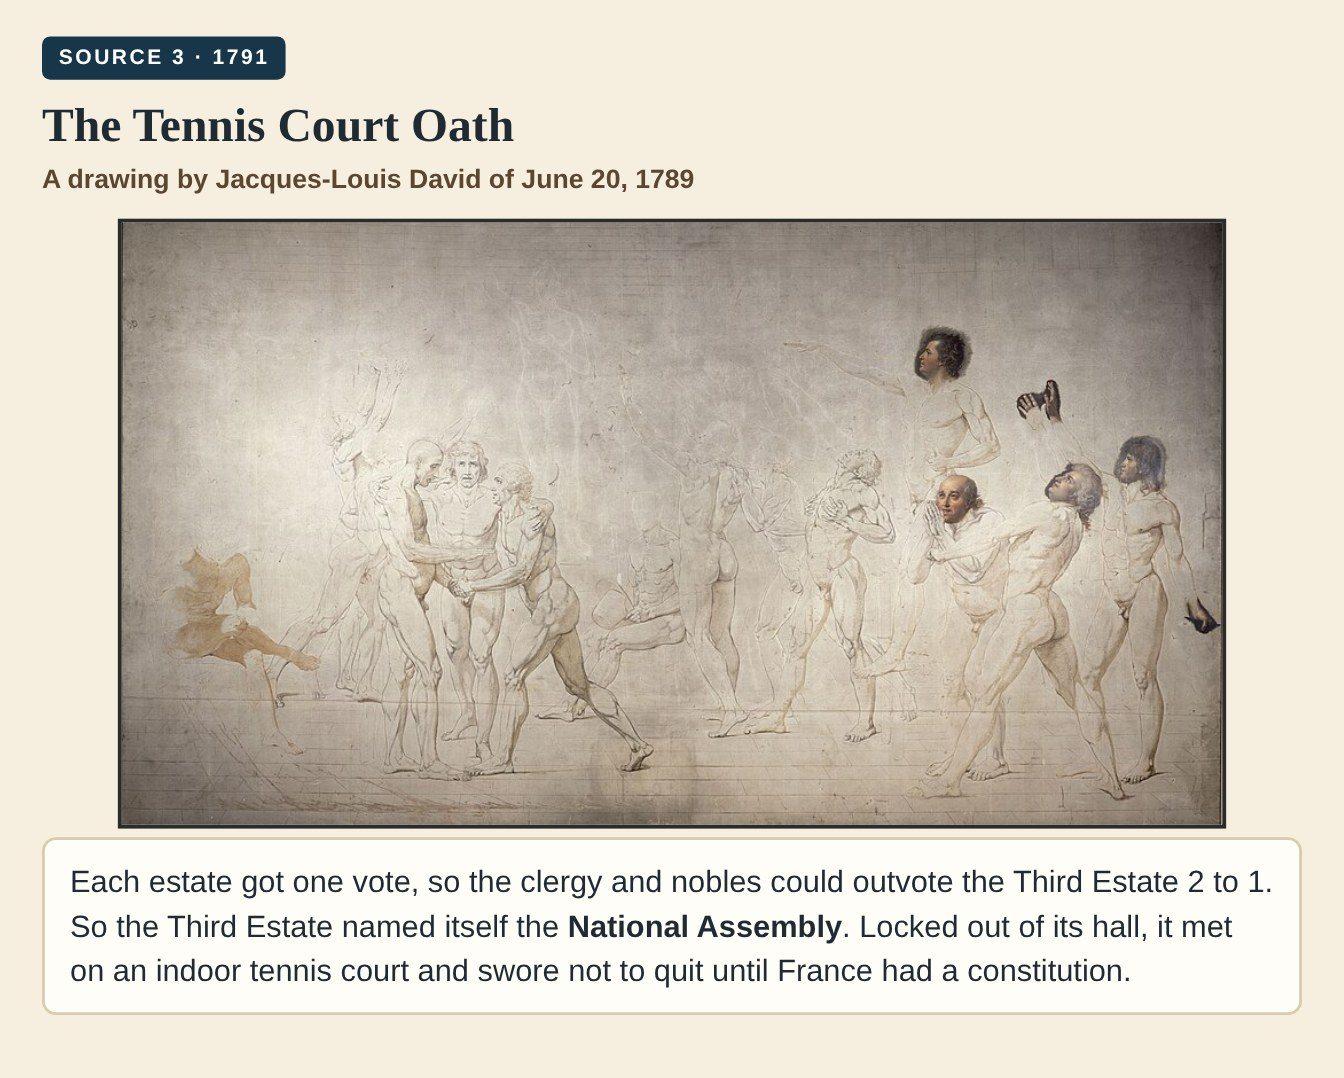 SOURCE 3 · 1791
The Tennis Court Oath
A drawing by Jacques-Louis David of June 20, 1789
Each estate got one vote, so the clergy and nobles could outvote the Third Estate 2 to 1.
So the Third Estate named itself the National Assembly. Locked out of its hall, it met
on an indoor tennis court and swore not to quit until France had a constitution.